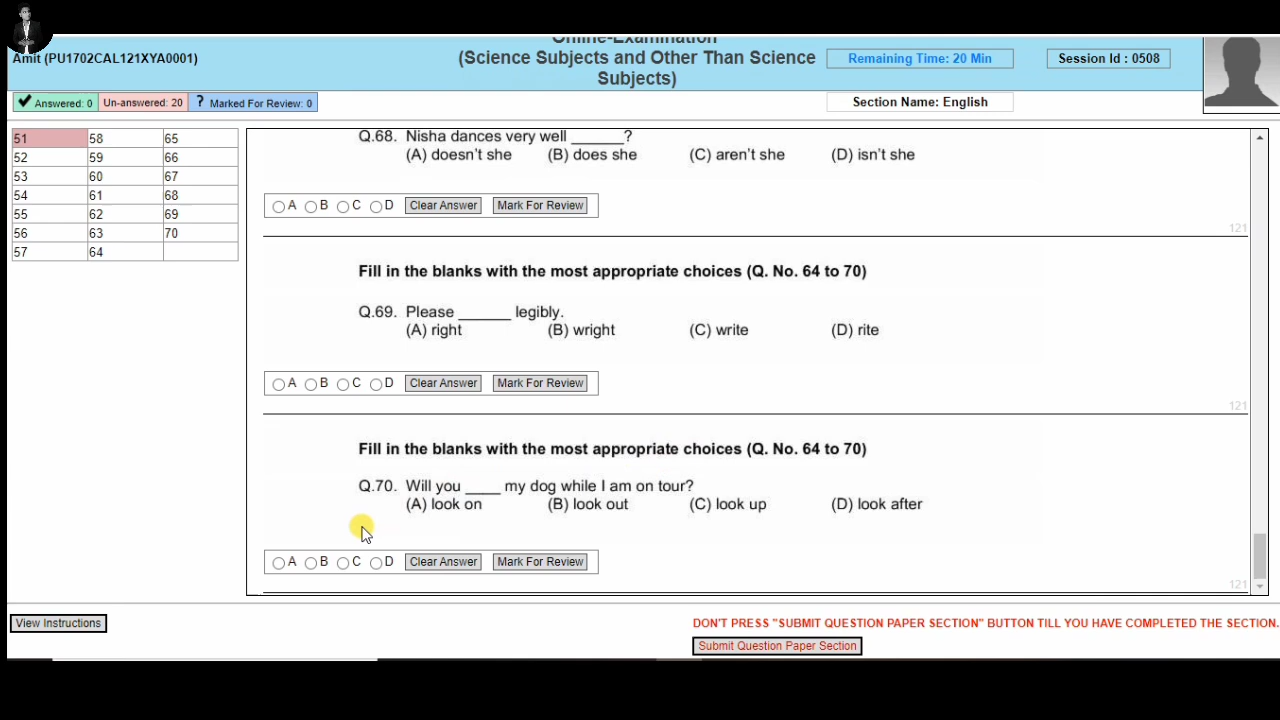 Online-Examination
Amit (PU1702CAL121XYA0001)
(Science Subjects and Other Than Science
Subjects)
Remaining Time: 20 Min
Session Id : 0508
Answered: 0
Un-answered: 20
? Marked For Review: 0
Section Name: English
51 58 65
52 59 66
53 60 67
54 61 68
55 62 69
56 63 70
57 64
Q.68. Nisha dances very well ______?
(A) doesn't she (B) does she (C) aren't she (D) isn't she
A B C D Clear Answer Mark For Review
121
Fill in the blanks with the most appropriate choices (Q. No. 64 to 70)
Q.69. Please ______ legibly.
(A) right (B) wright (C) write (D) rite
A B C D Clear Answer Mark For Review
121
Fill in the blanks with the most appropriate choices (Q. No. 64 to 70)
Q.70. Will you ____ my dog while I am on tour?
(A) look on (B) look out (C) look up (D) look after
A B C D Clear Answer Mark For Review
121
View Instructions
DON'T PRESS "SUBMIT QUESTION PAPER SECTION" BUTTON TILL YOU HAVE COMPLETED THE SECTION.
Submit Question Paper Section